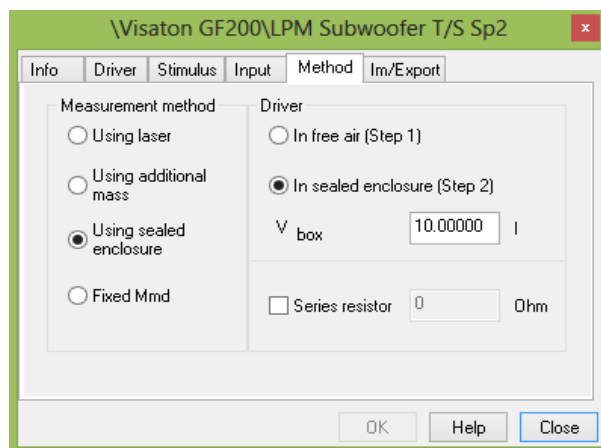 \Visaton GF200\LPM Subwoofer T/S Sp2
x
Info Driver Stimulus Input Method Im/Export
Measurement method
Using laser
Using additional
mass
Using sealed
enclosure
Fixed Mmd
Driver
In free air (Step 1)
In sealed enclosure (Step 2)
V box 10.00000 l
Series resistor 0 Ohm
OK Help Close